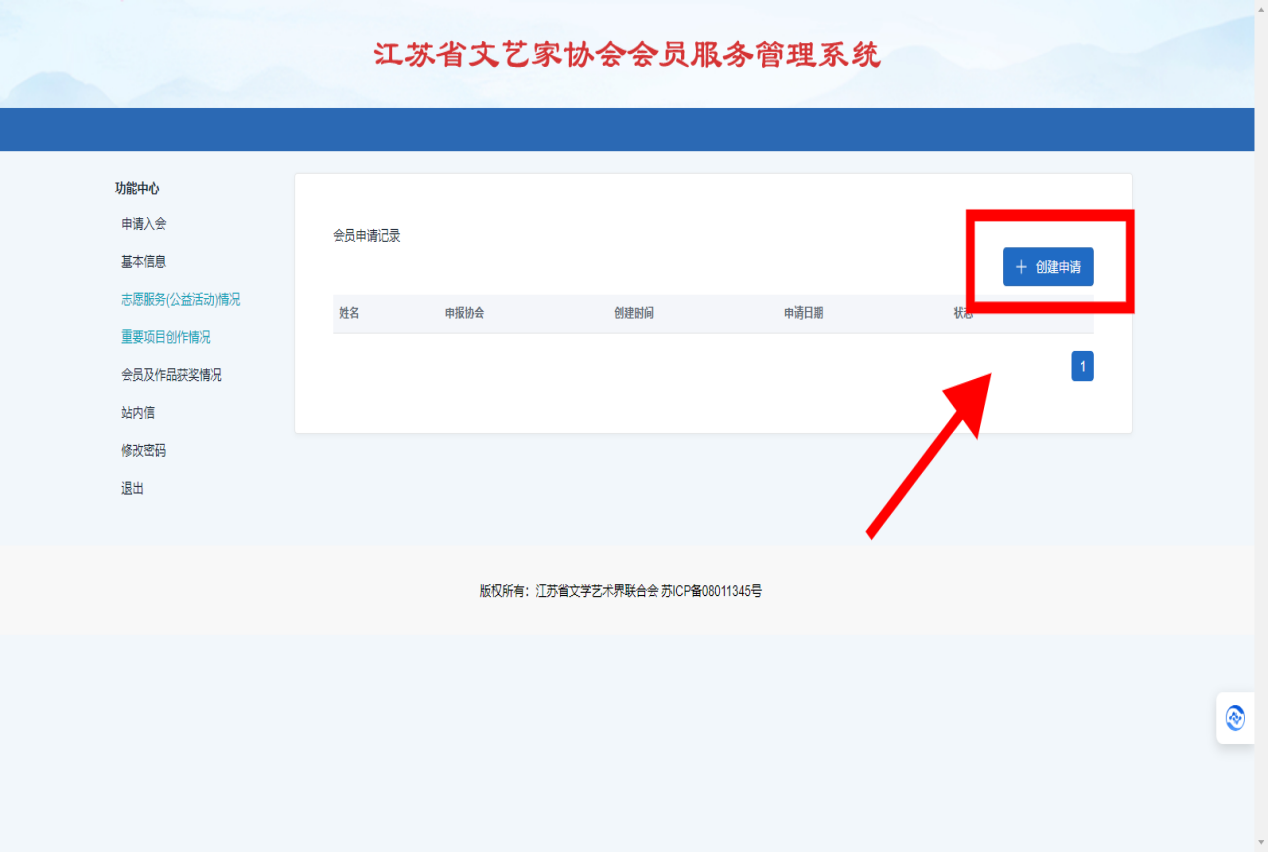 江苏省文艺家协会会员服务管理系统
功能中心
申请入会
基本信息
志愿服务(公益活动)情况
重要项目创作情况
会员及作品获奖情况
站内信
修改密码
退出
会员申请记录
+ 创建申请
姓名 申报协会 创建时间 申请日期 状态
1
版权所有：江苏省文学艺术界联合会 苏ICP备08011345号